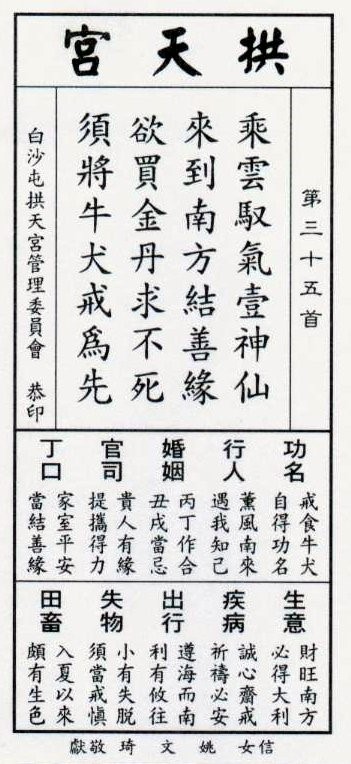 拱天宮
第三十五首
乘雲馭氣壹神仙
來到南方結善緣
欲買金丹求不死
須將牛犬戒為先
白沙屯拱天宮管理委員會 恭印
功名
戒食牛犬
自得功名
行人
薰風南來
遇我知己
婚姻
丙丁作合
丑戌當忌
官司
貴人有緣
提攜得力
丁口
家室平安
當結善緣
生意
財旺南方
必得大利
疾病
誠心齋戒
祈禱必安
出行
遵海而南
利有攸往
失物
小有失脫
須當戒慎
田畜
入夏以來
頗有生色
信女 姚文琦 敬獻